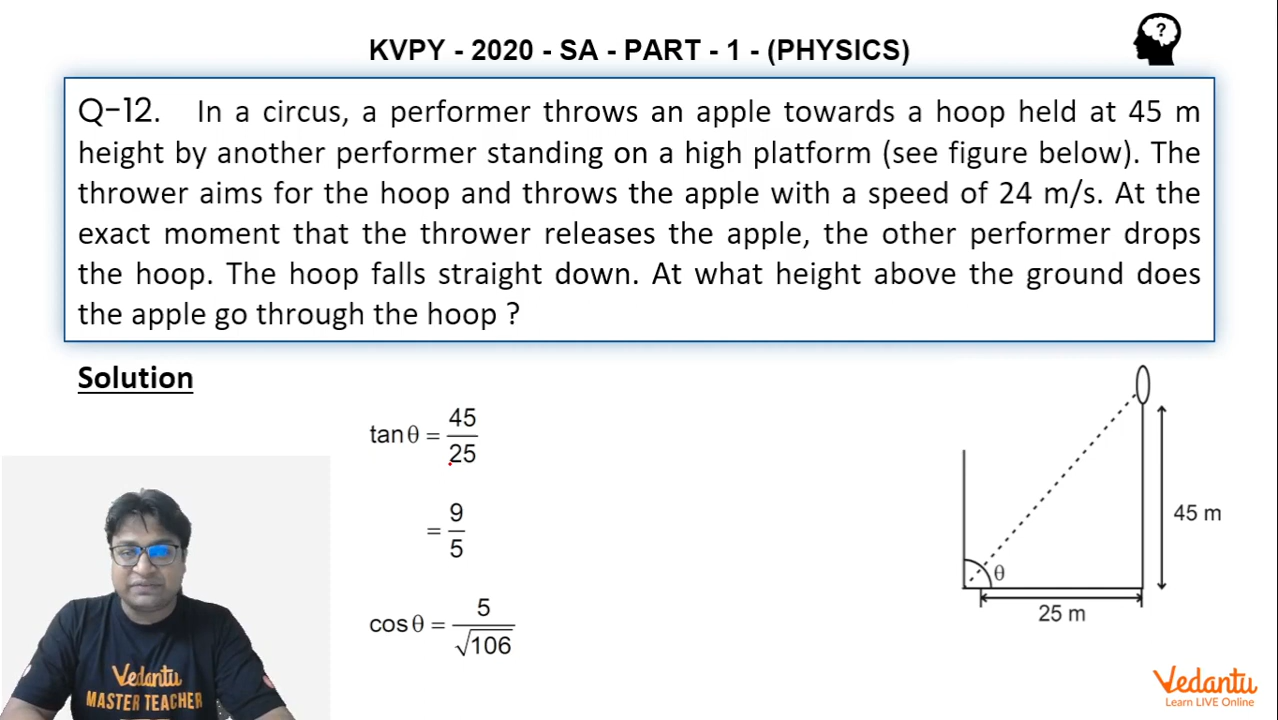 KVPY - 2020 - SA - PART - 1 - (PHYSICS)
?
Q-12. In a circus, a performer throws an apple towards a hoop held at 45 m
height by another performer standing on a high platform (see figure below). The
thrower aims for the hoop and throws the apple with a speed of 24 m/s. At the
exact moment that the thrower releases the apple, the other performer drops
the hoop. The hoop falls straight down. At what height above the ground does
the apple go through the hoop ?
Solution
tanθ = 45/25
= 9/5
cosθ = 5/√106
θ
45 m
25 m
Vedantu
MASTER TEACHER
Vedantu
Learn LIVE Online